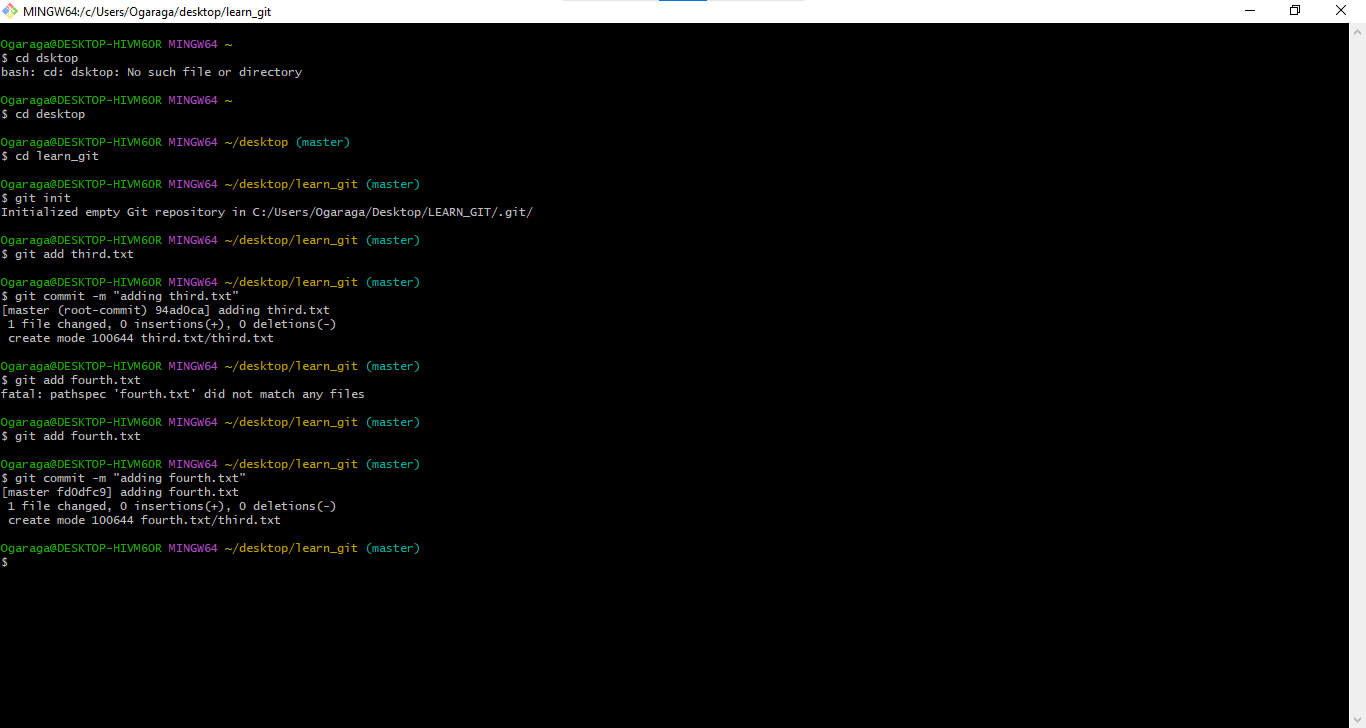 MINGW64:/c/Users/Ogaraga/desktop/learn_git
Ogaraga@DESKTOP-HIVM6OR MINGW64 ~
$ cd dsktop
bash: cd: dsktop: No such file or directory
Ogaraga@DESKTOP-HIVM6OR MINGW64 ~
$ cd desktop
Ogaraga@DESKTOP-HIVM6OR MINGW64 ~/desktop (master)
$ cd learn_git
Ogaraga@DESKTOP-HIVM6OR MINGW64 ~/desktop/learn_git (master)
$ git init
Initialized empty Git repository in C:/Users/Ogaraga/Desktop/LEARN_GIT/.git/
Ogaraga@DESKTOP-HIVM6OR MINGW64 ~/desktop/learn_git (master)
$ git add third.txt
Ogaraga@DESKTOP-HIVM6OR MINGW64 ~/desktop/learn_git (master)
$ git commit -m "adding third.txt"
[master (root-commit) 94ad0ca] adding third.txt
 1 file changed, 0 insertions(+), 0 deletions(-)
 create mode 100644 third.txt/third.txt
Ogaraga@DESKTOP-HIVM6OR MINGW64 ~/desktop/learn_git (master)
$ git add fourth.txt
fatal: pathspec 'fourth.txt' did not match any files
Ogaraga@DESKTOP-HIVM6OR MINGW64 ~/desktop/learn_git (master)
$ git add fourth.txt
Ogaraga@DESKTOP-HIVM6OR MINGW64 ~/desktop/learn_git (master)
$ git commit -m "adding fourth.txt"
[master fd0dfc9] adding fourth.txt
 1 file changed, 0 insertions(+), 0 deletions(-)
 create mode 100644 fourth.txt/third.txt
Ogaraga@DESKTOP-HIVM6OR MINGW64 ~/desktop/learn_git (master)
$